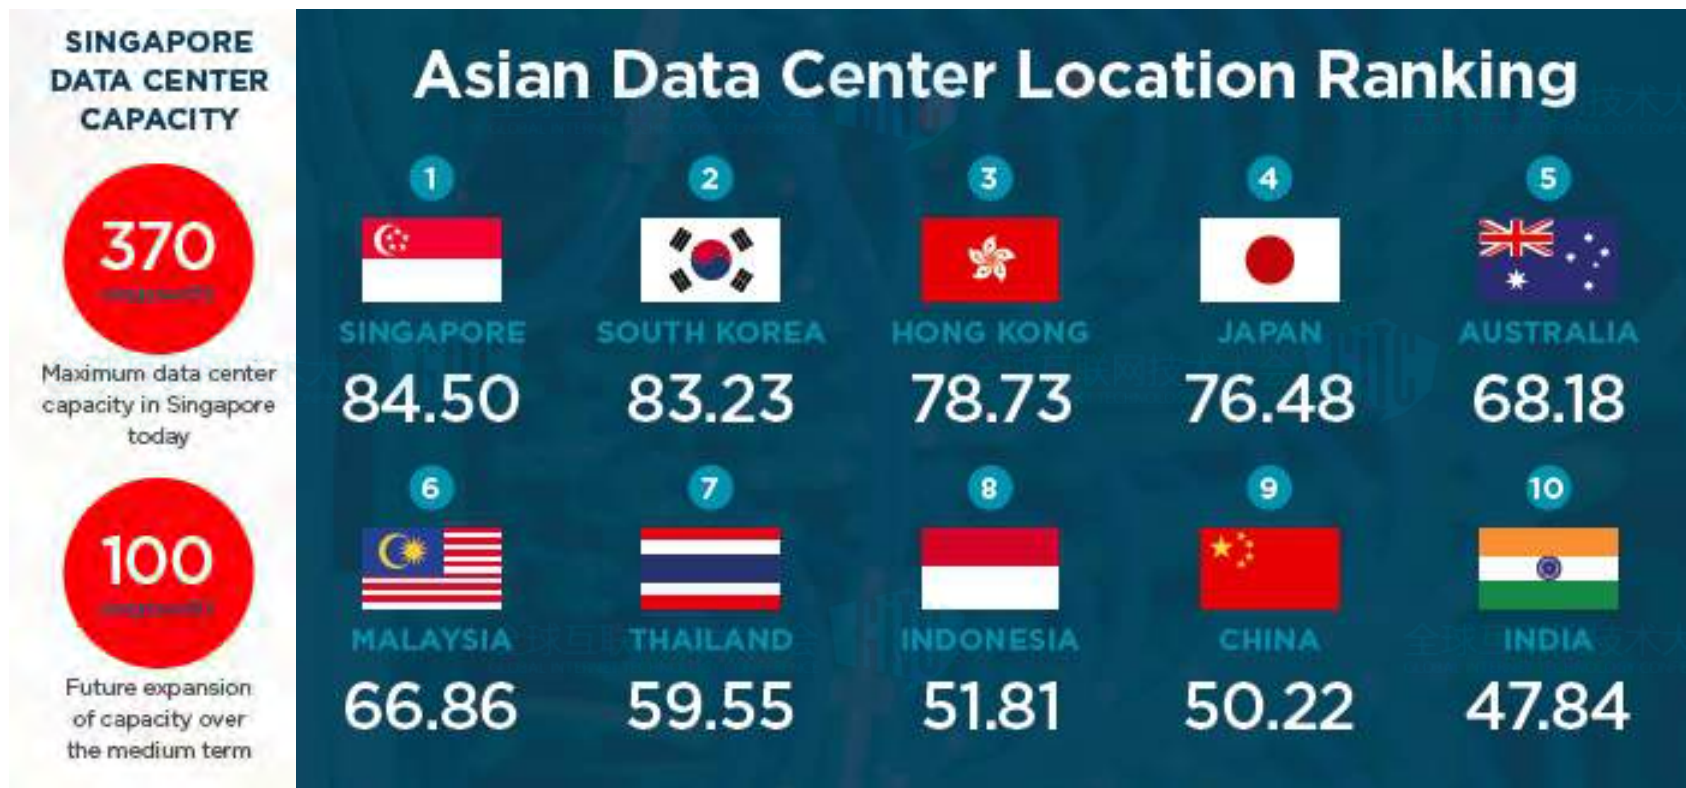 SINGAPORE
DATA CENTER
CAPACITY
370
Maximum data center
capacity in Singapore
today
100
Future expansion
of capacity over
the medium term
Asian Data Center Location Ranking
1
SINGAPORE
84.50
2
SOUTH KOREA
83.23
3
HONG KONG
78.73
4
JAPAN
76.48
5
AUSTRALIA
68.18
6
MALAYSIA
66.86
7
THAILAND
59.55
8
INDONESIA
51.81
9
CHINA
50.22
10
INDIA
47.84